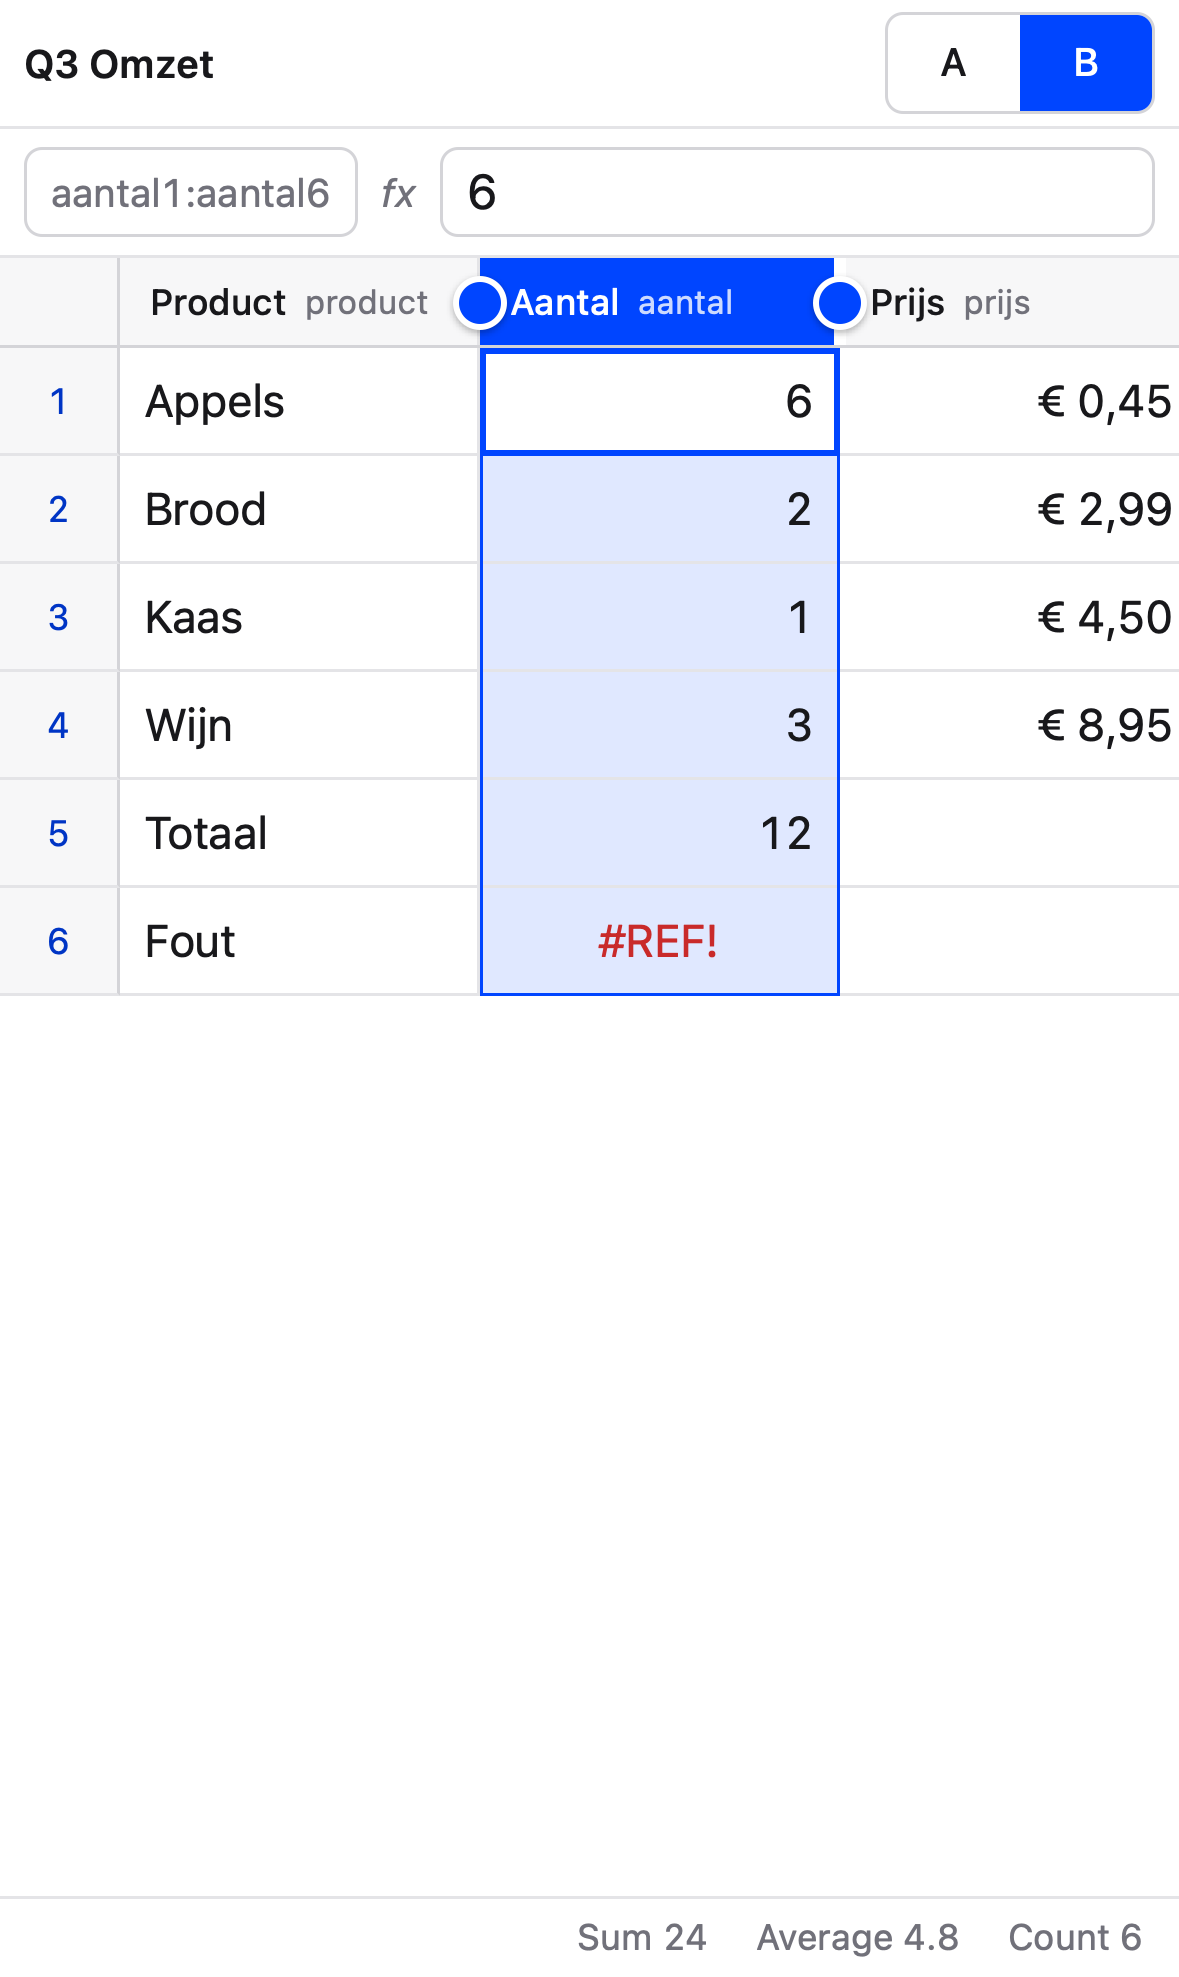 Q3 Omzet A B
aantal1:aantal6 fx 6
Product product Aantal aantal Prijs prijs
1 Appels 6 € 0,45
2 Brood 2 € 2,99
3 Kaas 1 € 4,50
4 Wijn 3 € 8,95
5 Totaal 12
6 Fout #REF!
Sum 24 Average 4.8 Count 6